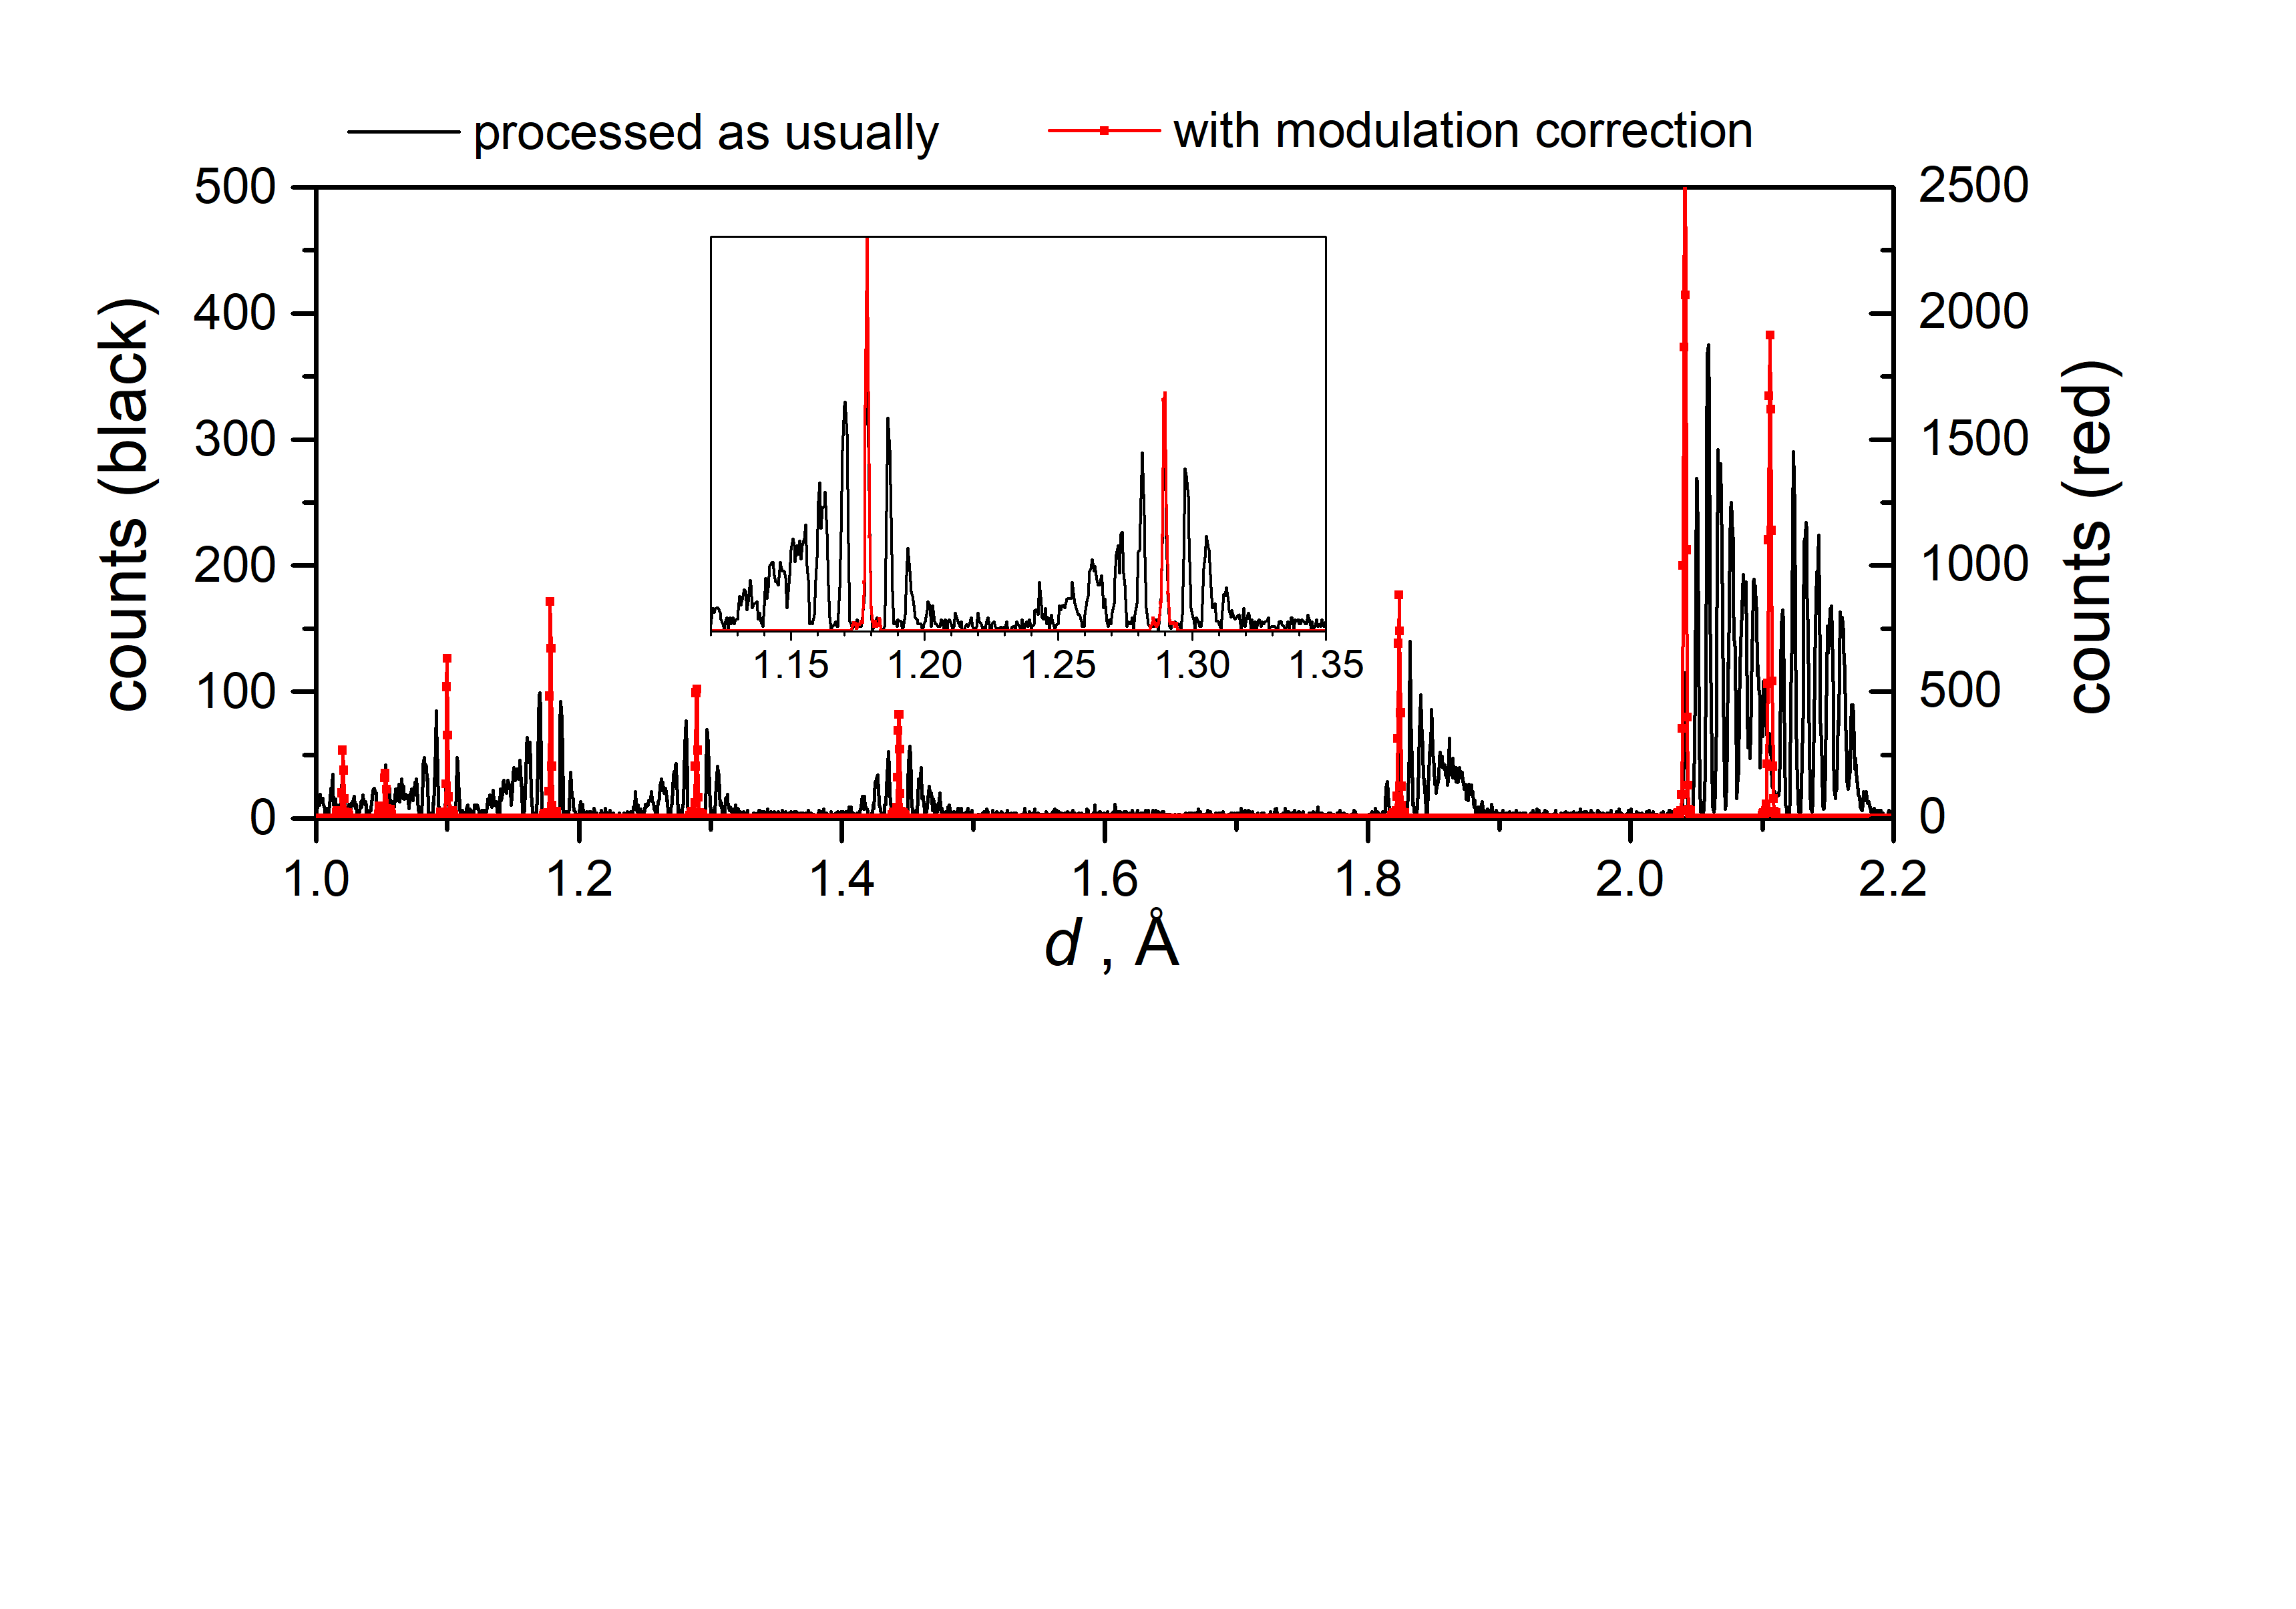 processed as usually
with modulation correction
500
400
300
200
100
0
counts (black)
2500
2000
1500
1000
500
0
counts (red)
1.15 1.20 1.25 1.30 1.35
1.0 1.2 1.4 1.6 1.8 2.0 2.2
d , Å